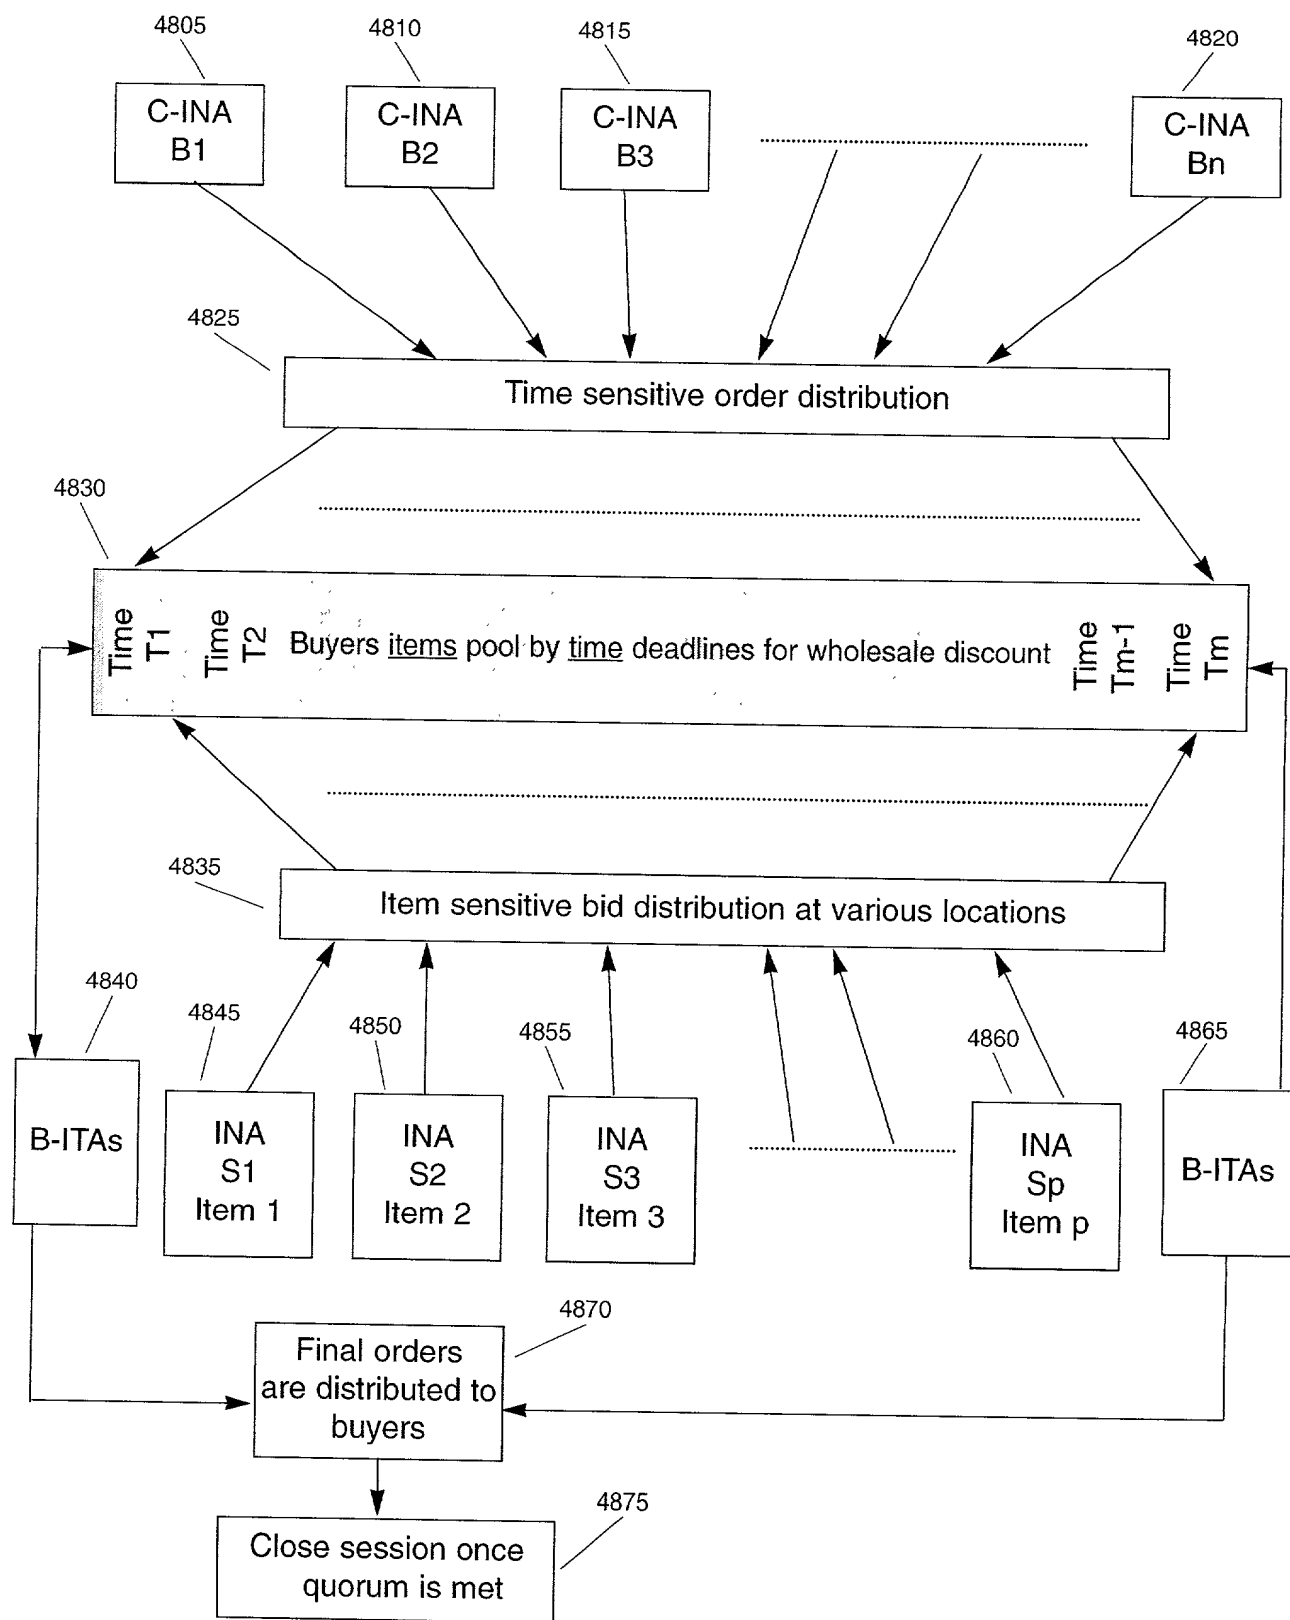 4805
4810
4815
4820
C-INA
B1
C-INA
B2
C-INA
B3
C-INA
Bn
4825
Time sensitive order distribution
4830
Time
T1
Time
T2
Buyers items pool by time deadlines for wholesale discount
Time
Tm-1
Time
Tm
4835
Item sensitive bid distribution at various locations
4840
4845
4850
4855
4860
4865
B-ITAs
INA
S1
Item 1
INA
S2
Item 2
INA
S3
Item 3
INA
Sp
Item p
B-ITAs
4870
Final orders
are distributed to
buyers
4875
Close session once
quorum is met